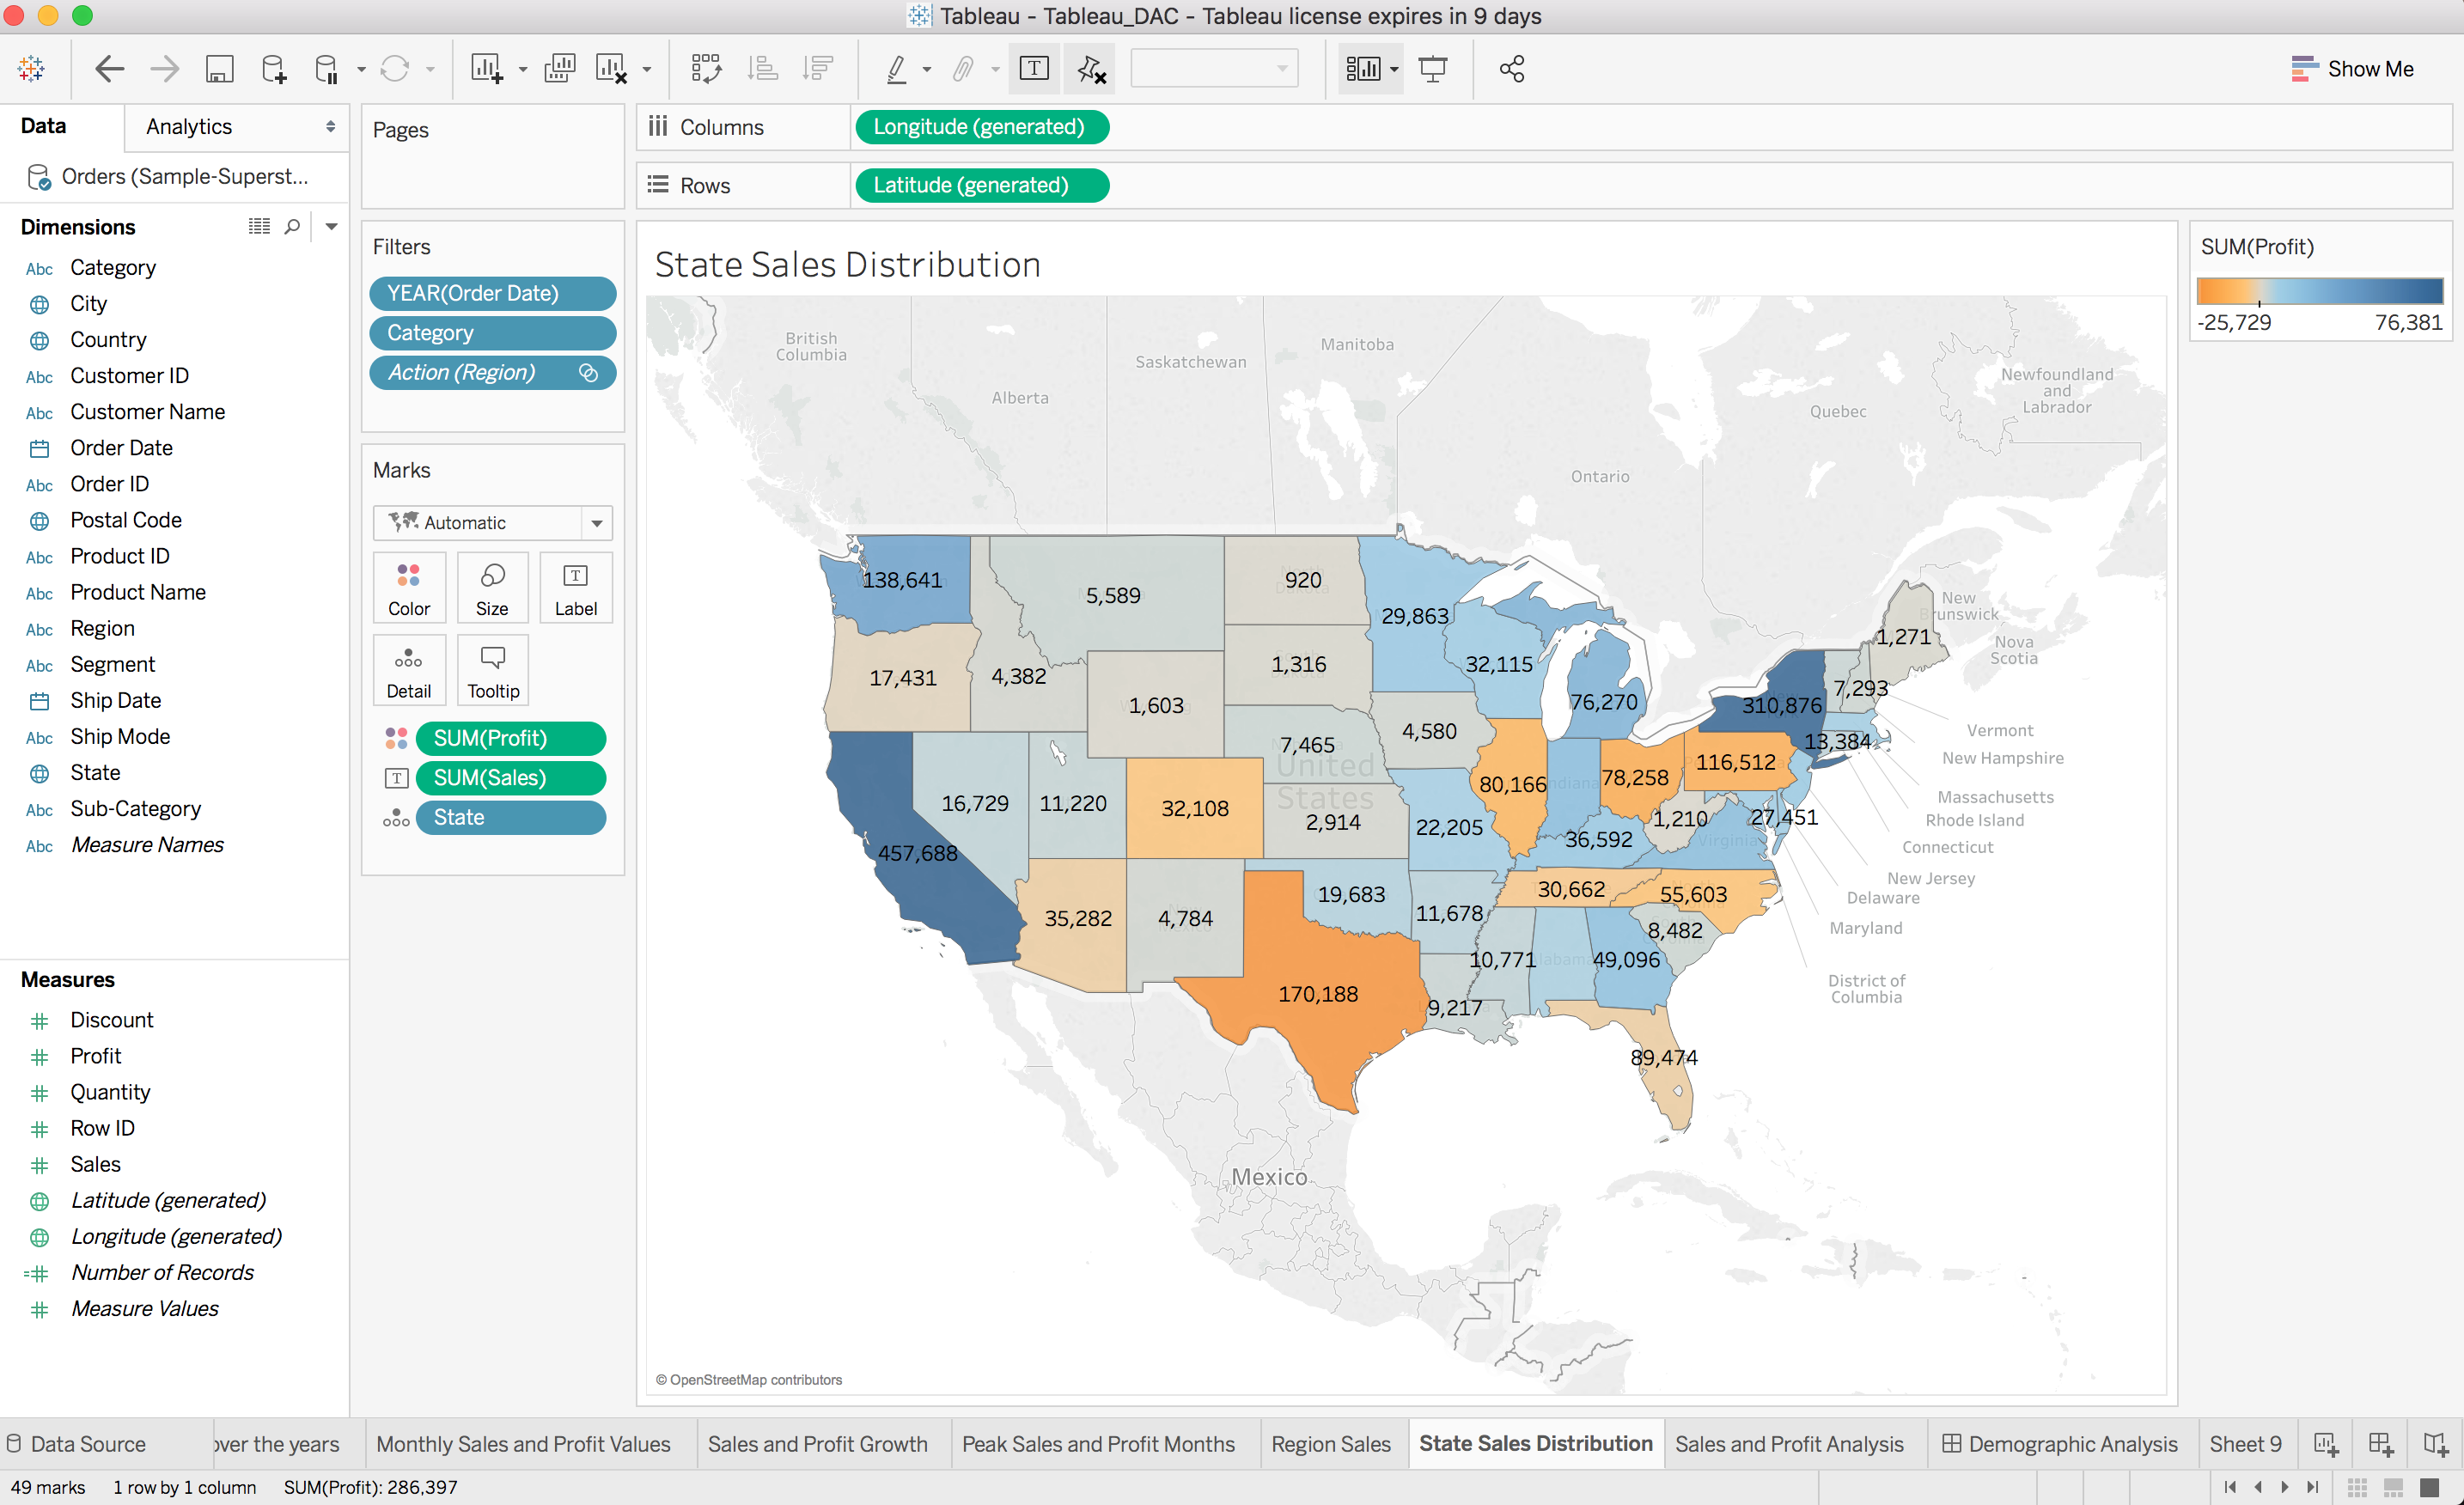 Tableau - Tableau_DAC - Tableau license expires in 9 days
Show Me
Data
Analytics
Orders (Sample-Superst...
Dimensions
Abc Category
City
Country
Abc Customer ID
Abc Customer Name
Order Date
Abc Order ID
Postal Code
Abc Product ID
Abc Product Name
Abc Region
Abc Segment
Ship Date
Abc Ship Mode
State
Abc Sub-Category
Abc Measure Names
Measures
Discount
Profit
Quantity
Row ID
Sales
Latitude (generated)
Longitude (generated)
Number of Records
Measure Values
Pages
Filters
YEAR(Order Date)
Category
Action (Region)
Marks
Automatic
Color
Size
Label
Detail
Tooltip
SUM(Profit)
SUM(Sales)
State
Columns
Longitude (generated)
Rows
Latitude (generated)
State Sales Distribution
British
Columbia
Alberta
Saskatchewan
Manitoba
Ontario
Quebec
Newfoundland
and
Labrador
New
Brunswick
Nova
Scotia
138,641
5,589
920
29,863
1,271
17,431
4,382
1,316
32,115
1,603
76,270
310,876
7,293
4,580
7,465
13,384
United
States
16,729
11,220
32,108
2,914
22,205
80,166
78,258
116,512
1,210
27,451
36,592
Virginia
457,688
35,282
4,784
19,683
11,678
30,662
55,603
8,482
170,188
10,771
49,096
9,217
89,474
Vermont
New Hampshire
Massachusetts
Rhode Island
Connecticut
New Jersey
Delaware
Maryland
District of
Columbia
Mexico
© OpenStreetMap contributors
SUM(Profit)
-25,729
76,381
Data Source
over the years
Monthly Sales and Profit Values
Sales and Profit Growth
Peak Sales and Profit Months
Region Sales
State Sales Distribution
Sales and Profit Analysis
Demographic Analysis
Sheet 9
49 marks
1 row by 1 column
SUM(Profit): 286,397